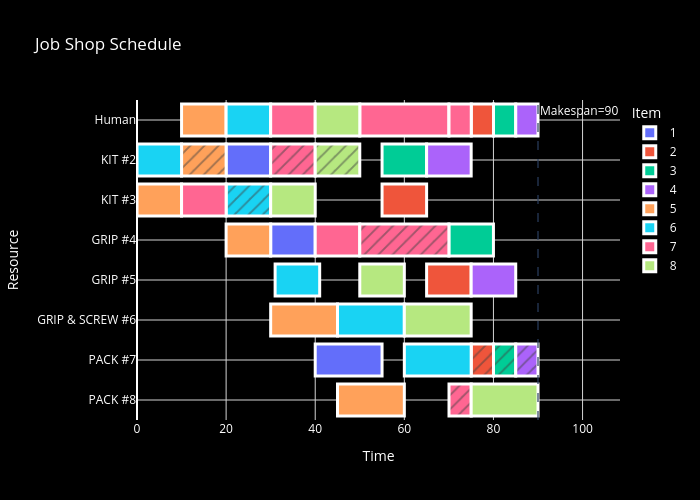 Job Shop Schedule
Makespan=90
Human
KIT #2
KIT #3
GRIP #4
GRIP #5
GRIP & SCREW #6
PACK #7
PACK #8
Resource
0 20 40 60 80 100
Time
Item
1
2
3
4
5
6
7
8